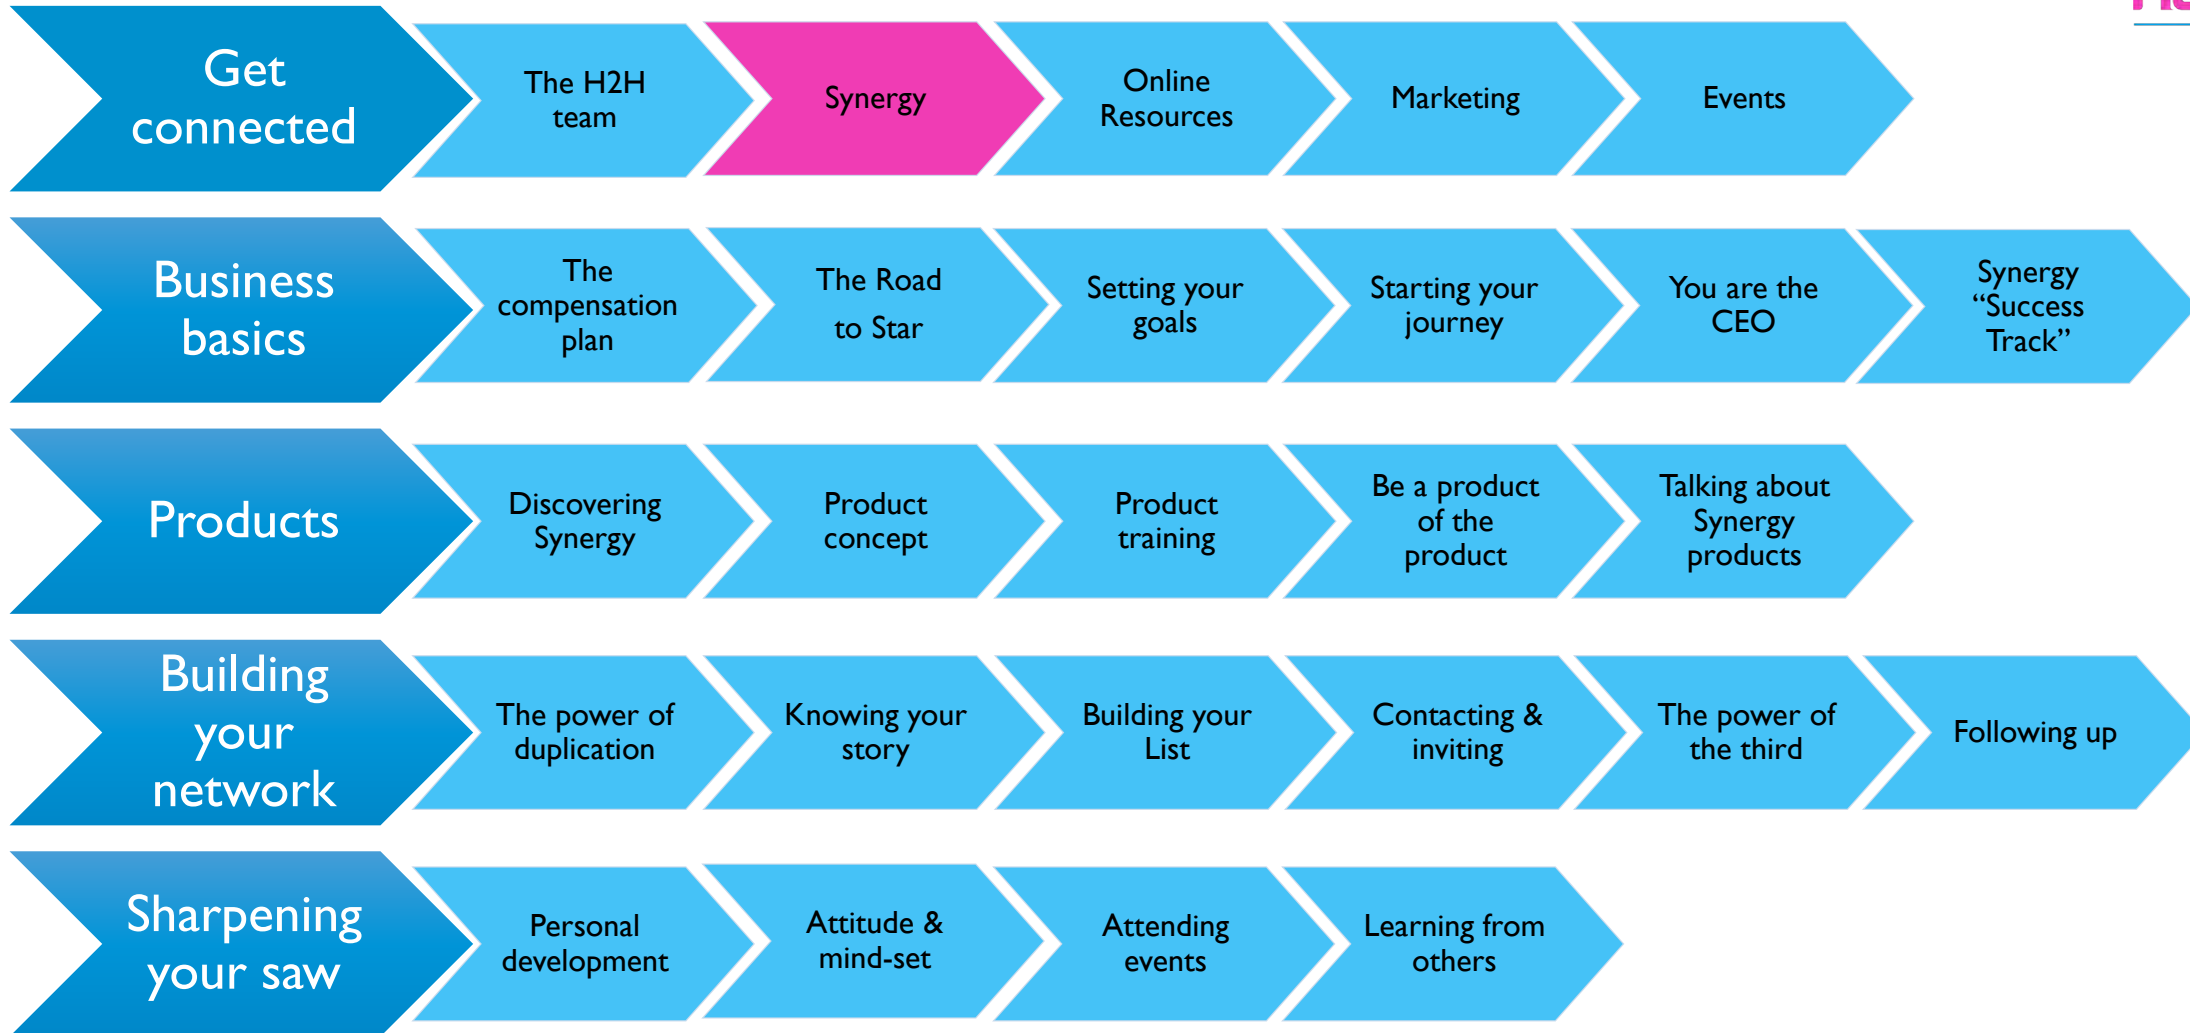 Get
connected
The H2H
team
Synergy
Online
Resources
Marketing
Events
Business
basics
The
compensation
plan
The Road
to Star
Setting your
goals
Starting your
journey
You are the
CEO
Synergy
“Success
Track”
Products
Discovering
Synergy
Product
concept
Product
training
Be a product
of the
product
Talking about
Synergy
products
Building
your
network
The power of
duplication
Knowing your
story
Building your
List
Contacting &
inviting
The power of
the third
Following up
Sharpening
your saw
Personal
development
Attitude &
mind-set
Attending
events
Learning from
others